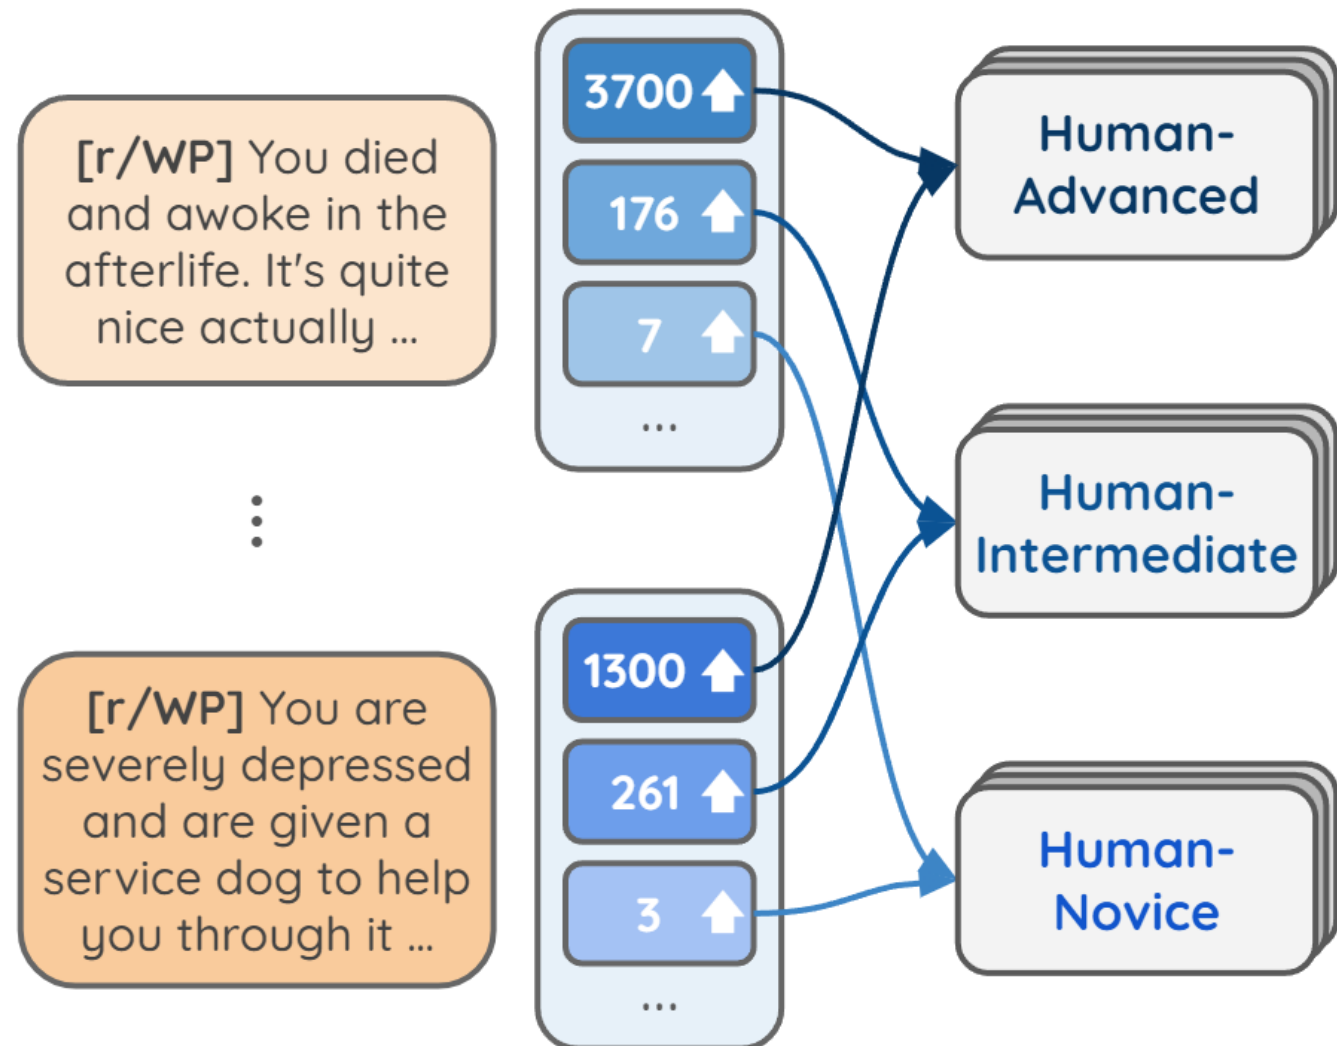 [r/WP] You died
and awoke in the
afterlife. It's quite
nice actually ...
3700
176
7
...
Human-
Advanced
Human-
Intermediate
[r/WP] You are
severely depressed
and are given a
service dog to help
you through it ...
1300
261
3
...
Human-
Novice